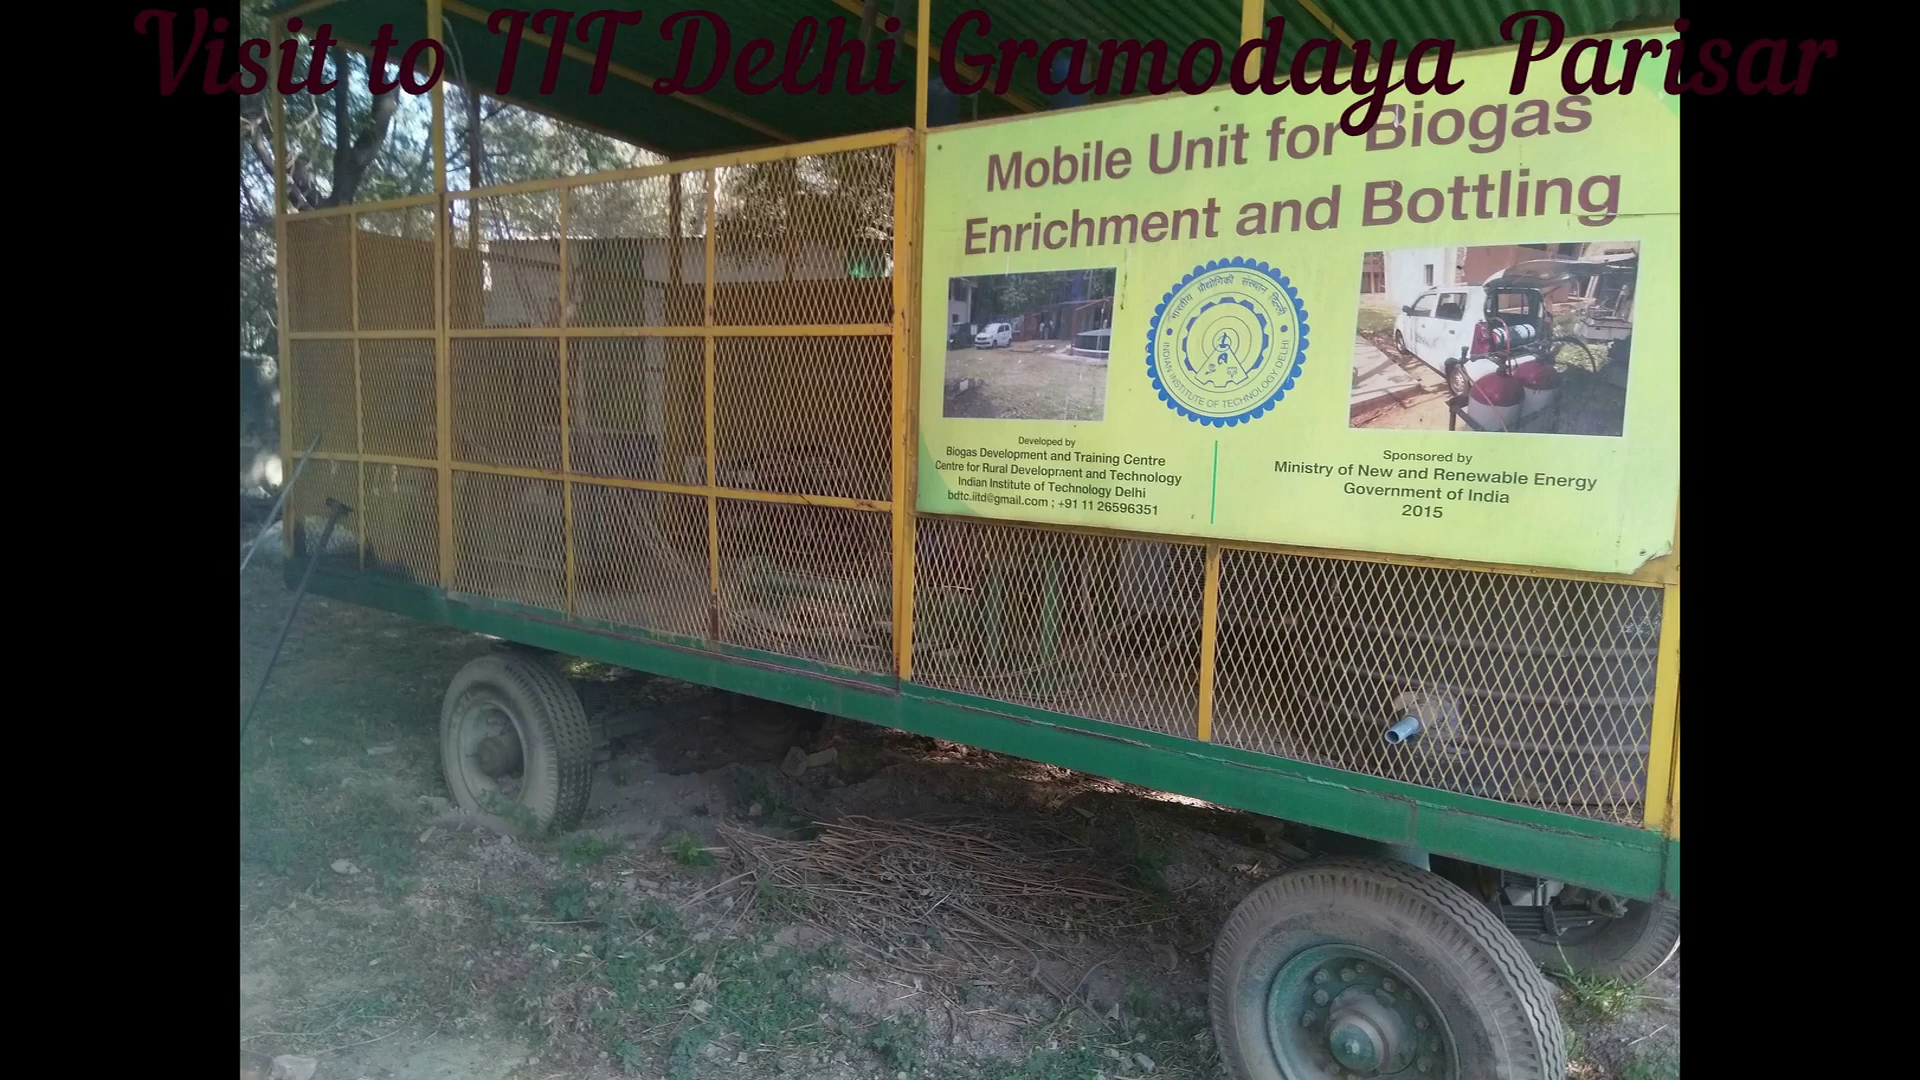 Visit to IIT Delhi Gramodaya Parisar
Mobile Unit for Biogas
Enrichment and Bottling
भारतीय प्रौद्योगिकी संस्थान दिल्ली
INDIAN INSTITUTE OF TECHNOLOGY DELHI
Developed by
Biogas Development and Training Centre
Centre for Rural Development and Technology
Indian Institute of Technology Delhi
bdtc.iitd@gmail.com ; +91 11 26596351
Sponsored by
Ministry of New and Renewable Energy
Government of India
2015